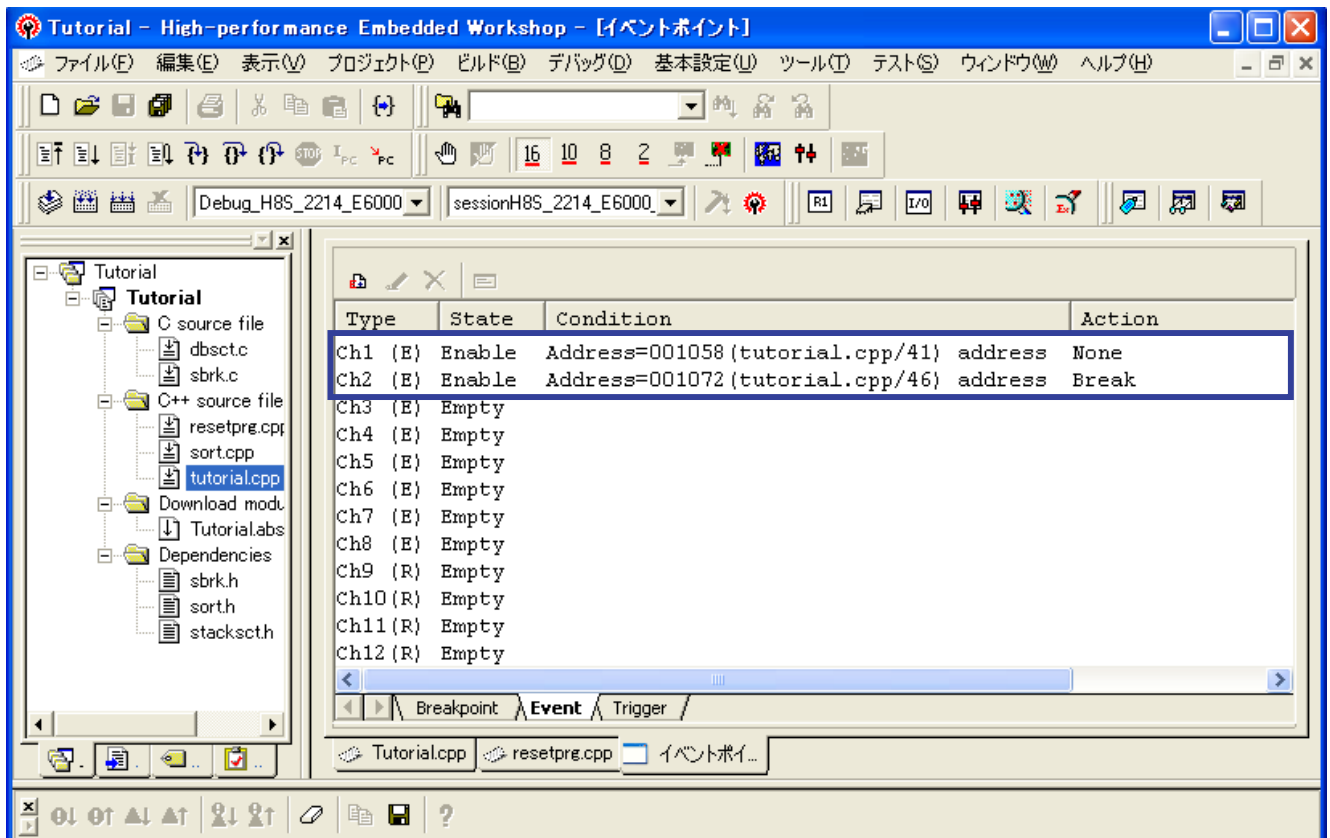 Tutorial - High-performance Embedded Workshop - [イベントポイント]
ファイル(F) 編集(E) 表示(V) プロジェクト(P) ビルド(B) デバッグ(D) 基本設定(U) ツール(T) テスト(S) ウィンドウ(W) ヘルプ(H)
STOP PC PC 16 10 8 2
Debug_H8S_2214_E6000 sessionH8S_2214_E6000_ R1 I/O Ex
Tutorial
Tutorial
C source file
dbsct.c
sbrk.c
C++ source file
resetprg.cpp
sort.cpp
tutorial.cpp
Download modu
Tutorial.abs
Dependencies
sbrk.h
sort.h
stacksct.h
Type State Condition Action
Ch1 (E) Enable Address=001058(tutorial.cpp/41) address None
Ch2 (E) Enable Address=001072(tutorial.cpp/46) address Break
Ch3 (E) Empty
Ch4 (E) Empty
Ch5 (E) Empty
Ch6 (E) Empty
Ch7 (E) Empty
Ch8 (E) Empty
Ch9 (R) Empty
Ch10(R) Empty
Ch11(R) Empty
Ch12(R) Empty
Breakpoint Event Trigger
Tutorial.cpp resetprg.cpp イベントポイ...